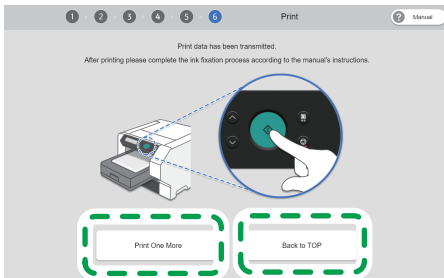 1 2 3 4 5 6 Print ? Manual
Print data has been transmitted.
After printing please complete the ink fixation process according to the manual's instructions.
Print One More
Back to TOP